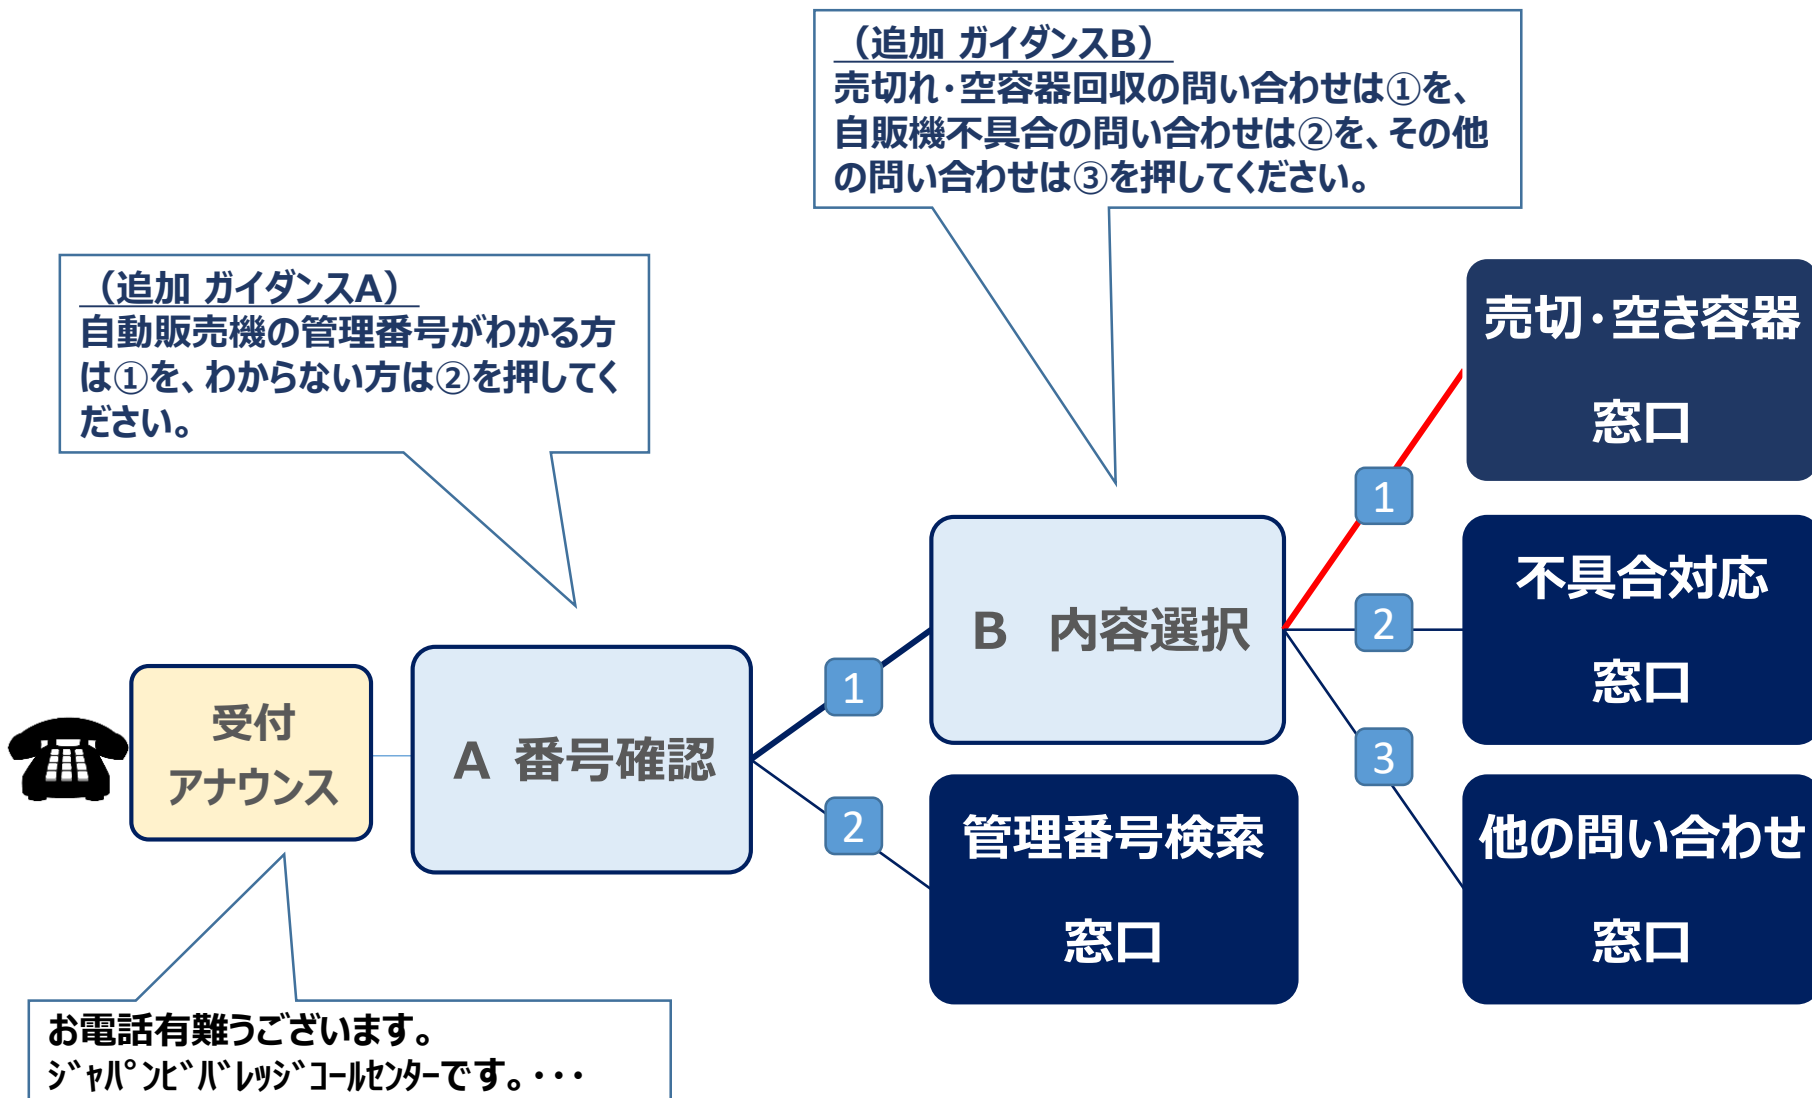 （追加 ガイダンスB）
売切れ・空容器回収の問い合わせは①を、
自販機不具合の問い合わせは②を、その他
の問い合わせは③を押してください。
（追加 ガイダンスA）
自動販売機の管理番号がわかる方
は①を、わからない方は②を押してく
ださい。
売切・空き容器
窓口
1
不具合対応
窓口
2
B 内容選択
1
受付
アナウンス
A 番号確認
3
2
管理番号検索
窓口
他の問い合わせ
窓口
お電話有難うございます。
ｼﾞｬﾊﾟﾝﾋﾞﾊﾞﾚｯｼﾞｺｰﾙｾﾝﾀｰです。・・・